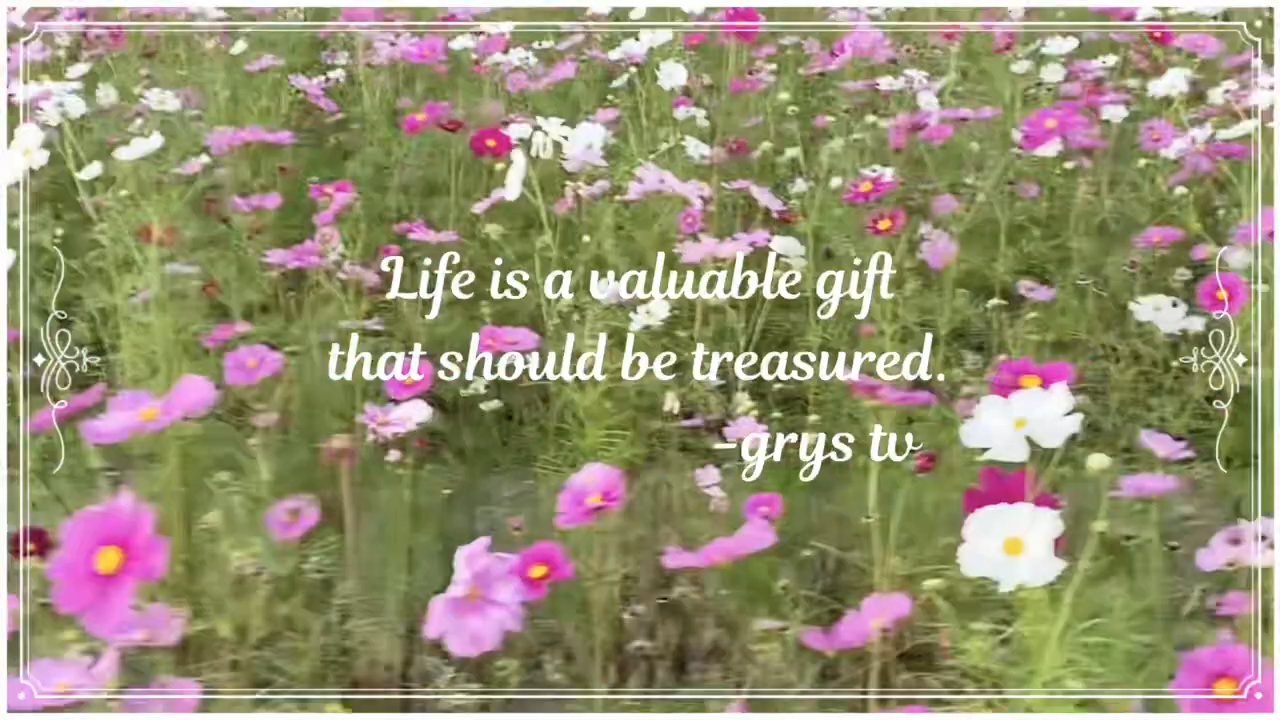 Life is a valuable gift
that should be treasured.
-grys tv